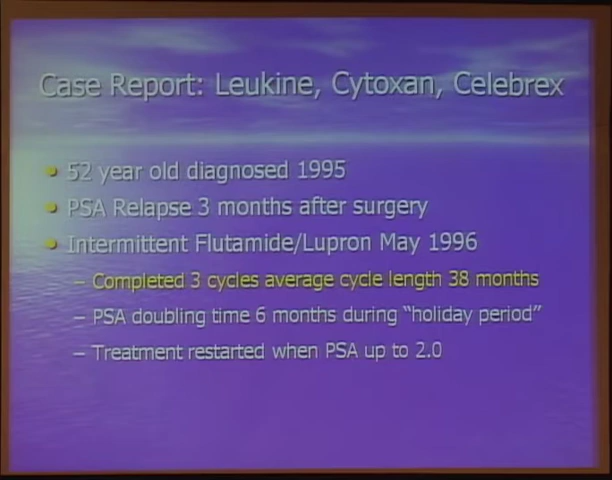 Case Report: Leukine, Cytoxan, Celebrex
• 52 year old diagnosed 1995
• PSA Relapse 3 months after surgery
• Intermittent Flutamide/Lupron May 1996
– Completed 3 cycles average cycle length 38 months
– PSA doubling time 6 months during “holiday period”
– Treatment restarted when PSA up to 2.0